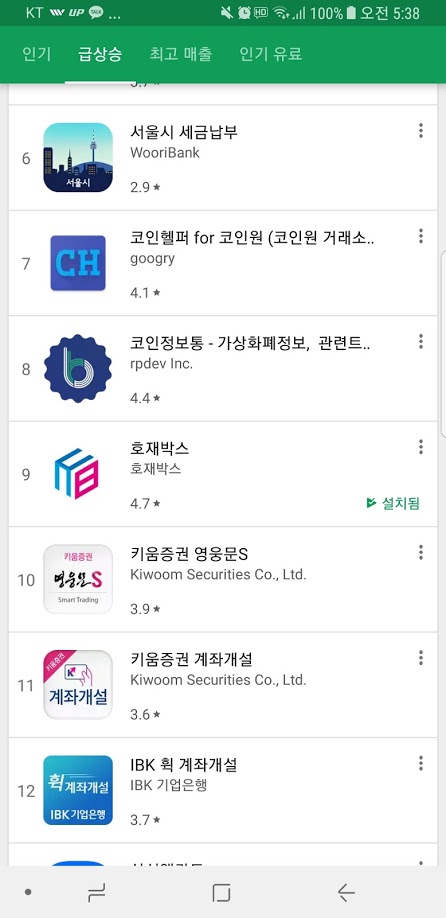 KT W UP TALK ... HD 100% 오전 5:38
인기 급상승 최고 매출 인기 유료
6
서울시
서울시 세금납부
WooriBank
2.9★
7
CH
코인헬퍼 for 코인원 (코인원 거래소..
googry
4.1★
8
b
코인정보통 - 가상화폐정보, 관련트..
rpdev Inc.
4.4★
9
호재박스
호재박스
4.7★
설치됨
10
키움증권
영웅문S
Smart Trading
키움증권 영웅문S
Kiwoom Securities Co., Ltd.
3.9★
11
키움증권
K
계좌개설
키움증권 계좌개설
Kiwoom Securities Co., Ltd.
3.6★
12
휙 계좌개설
IBK기업은행
IBK 휙 계좌개설
IBK 기업은행
3.7★